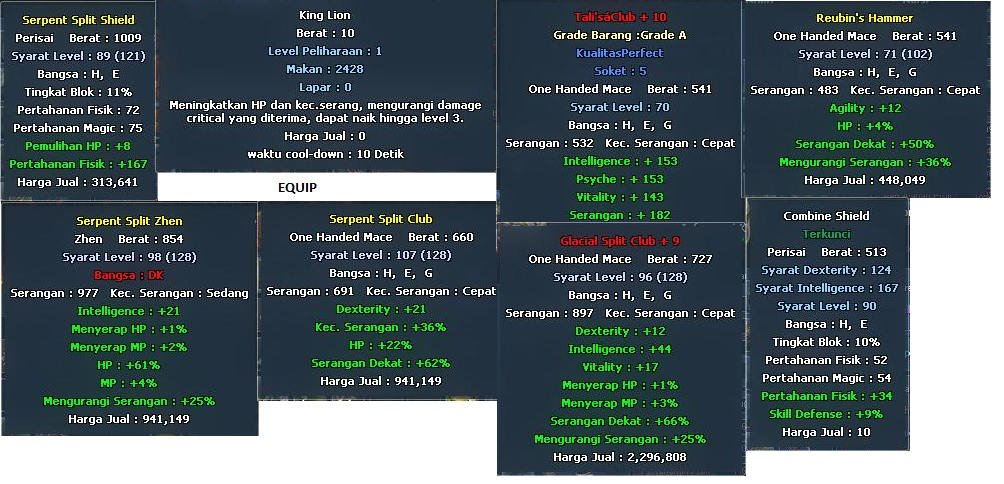 Serpent Split Shield
Perisai Berat : 1009
Syarat Level : 89 (121)
Bangsa : H, E
Tingkat Blok : 11%
Pertahanan Fisik : 72
Pertahanan Magic : 75
Pemulihan HP : +8
Pertahanan Fisik : +167
Harga Jual : 313,641
King Lion
Berat : 10
Level Peliharaan : 1
Makan : 2428
Lapar : 0
Meningkatkan HP dan kec.serang, mengurangi damage
critical yang diterima, dapat naik hingga level 3.
Harga Jual : 0
waktu cool-down : 10 Detik
EQUIP
Tali'sáClub + 10
Grade Barang :Grade A
KualitasPerfect
Soket : 5
One Handed Mace Berat : 541
Syarat Level : 70
Bangsa : H, E, G
Serangan : 532 Kec. Serangan : Cepat
Intelligence : + 153
Psyche : + 153
Vitality : + 143
Serangan : + 182
Reubin's Hammer
One Handed Mace Berat : 541
Syarat Level : 71 (102)
Bangsa : H, E, G
Serangan : 483 Kec. Serangan : Cepat
Agility : +12
HP : +4%
Serangan Dekat : +50%
Mengurangi Serangan : +36%
Harga Jual : 448,049
Serpent Split Zhen
Zhen Berat : 854
Syarat Level : 98 (128)
Bangsa : DK
Serangan : 977 Kec. Serangan : Sedang
Intelligence : +21
Menyerap HP : +1%
Menyerap MP : +2%
HP : +61%
MP : +4%
Mengurangi Serangan : +25%
Harga Jual : 941,149
Serpent Split Club
One Handed Mace Berat : 660
Syarat Level : 107 (128)
Bangsa : H, E, G
Serangan : 691 Kec. Serangan : Cepat
Dexterity : +21
Kec. Serangan : +36%
HP : +22%
Serangan Dekat : +62%
Harga Jual : 941,149
Glacial Split Club + 9
One Handed Mace Berat : 727
Syarat Level : 96 (128)
Bangsa : H, E, G
Serangan : 897 Kec. Serangan : Cepat
Dexterity : +12
Intelligence : +44
Vitality : +17
Menyerap HP : +1%
Menyerap MP : +3%
Serangan Dekat : +66%
Mengurangi Serangan : +25%
Harga Jual : 2,296,808
Combine Shield
Terkunci
Perisai Berat : 513
Syarat Dexterity : 124
Syarat Intelligence : 167
Syarat Level : 90
Bangsa : H, E
Tingkat Blok : 10%
Pertahanan Fisik : 52
Pertahanan Magic : 54
Pertahanan Fisik : +34
Skill Defense : +9%
Harga Jual : 10